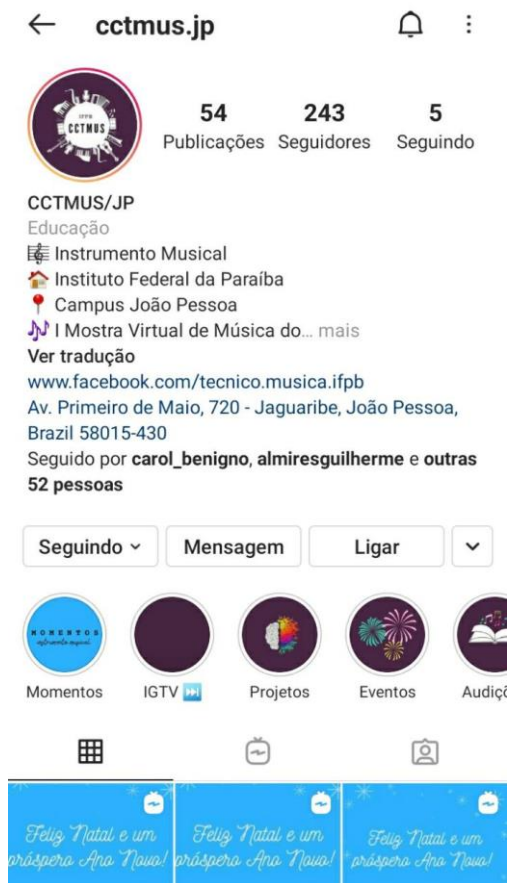 cctmus.jp
IFPB
CCTMUS
54 243 5
Publicações Seguidores Seguindo
CCTMUS/JP
Educação
🎼 Instrumento Musical
🏠 Instituto Federal da Paraíba
📍 Campus João Pessoa
🎶 I Mostra Virtual de Música do... mais
Ver tradução
www.facebook.com/tecnico.musica.ifpb
Av. Primeiro de Maio, 720 - Jaguaribe, João Pessoa,
Brazil 58015-430
Seguido por carol_benigno, almiresguilherme e outras
52 pessoas
Seguindo Mensagem Ligar
MOMENTOS
instrumento musical
Momentos IGTV ⏭ Projetos Eventos Audiçõ
Feliz Natal e um Feliz Natal e um Feliz Natal e um
próspero Ano Novo! próspero Ano Novo! próspero Ano Novo!